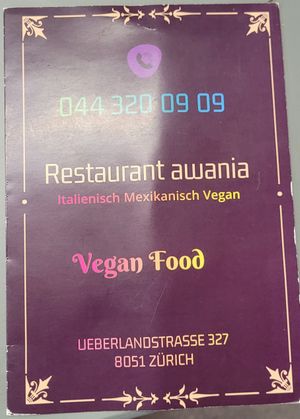 044 320 09 09
Restaurant awania
Italienisch Mexikanisch Vegan
Vegan Food
UEBERLANDSTRASSE 327
8051 ZÜRICH